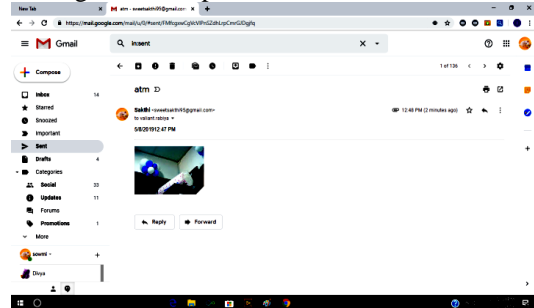 New Tab
atm - sweetsakthi95@gmail.com
https://mail.google.com/mail/u/0/#sent/
Gmail
in:sent
Compose
1 of 136
Inbox 14
Starred
Snoozed
Important
Sent
Drafts 4
Categories
Social 33
Updates 11
Forums
Promotions 1
More
sowmi
Divya
atm
Sakthi <sweetsakthi95@gmail.com>
12:48 PM (2 minutes ago)
to valiant.rabiya
5/8/2019 12:47 PM
Reply
Forward